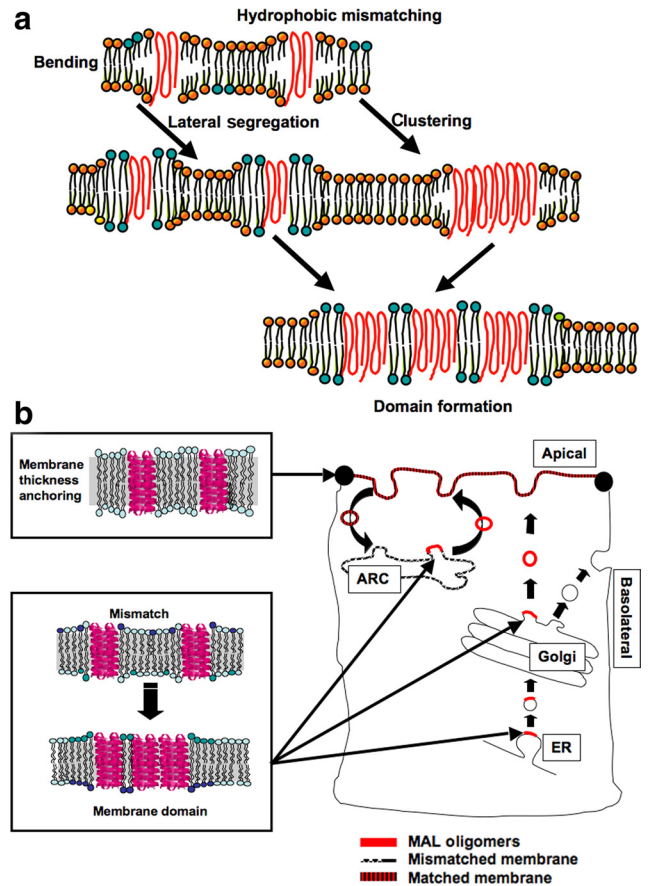 a
Hydrophobic mismatching
Bending
Lateral segregation
Clustering
Domain formation
b
Membrane
thickness
anchoring
Apical
ARC
Basolateral
Mismatch
Golgi
ER
Membrane domain
MAL oligomers
Mismatched membrane
Matched membrane